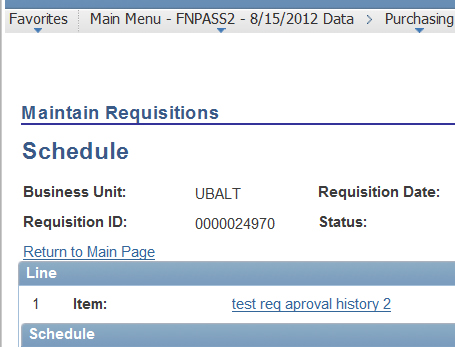 Favorites Main Menu - FNPASS2 - 8/15/2012 Data > Purchasing
Maintain Requisitions
Schedule
Business Unit: UBALT Requisition Date:
Requisition ID: 0000024970 Status:
Return to Main Page
Line
1 Item: test req aproval history 2
Schedule